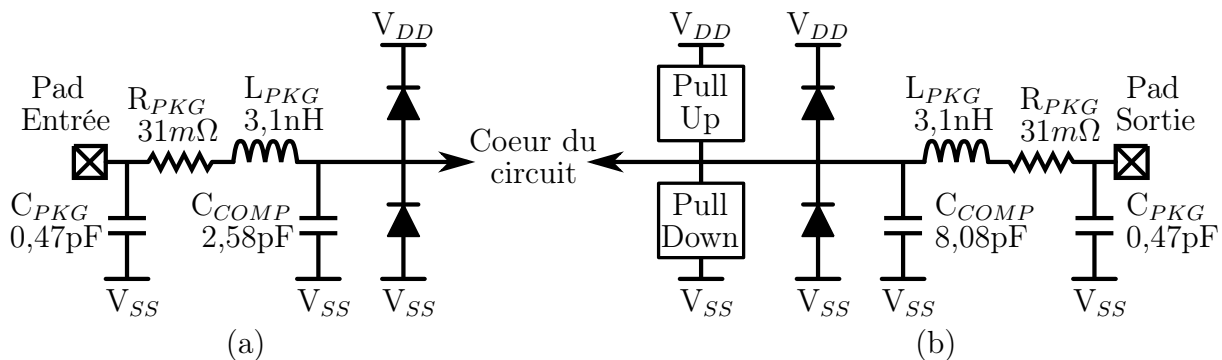 Pad
Entrée
R_PKG
31mΩ
L_PKG
3,1nH
C_PKG
0,47pF
V_SS
C_COMP
2,58pF
V_SS
V_DD
V_SS
(a)
Coeur du
circuit
V_DD
Pull
Up
Pull
Down
V_SS
V_DD
V_SS
L_PKG
3,1nH
R_PKG
31mΩ
Pad
Sortie
C_COMP
8,08pF
V_SS
C_PKG
0,47pF
V_SS
(b)